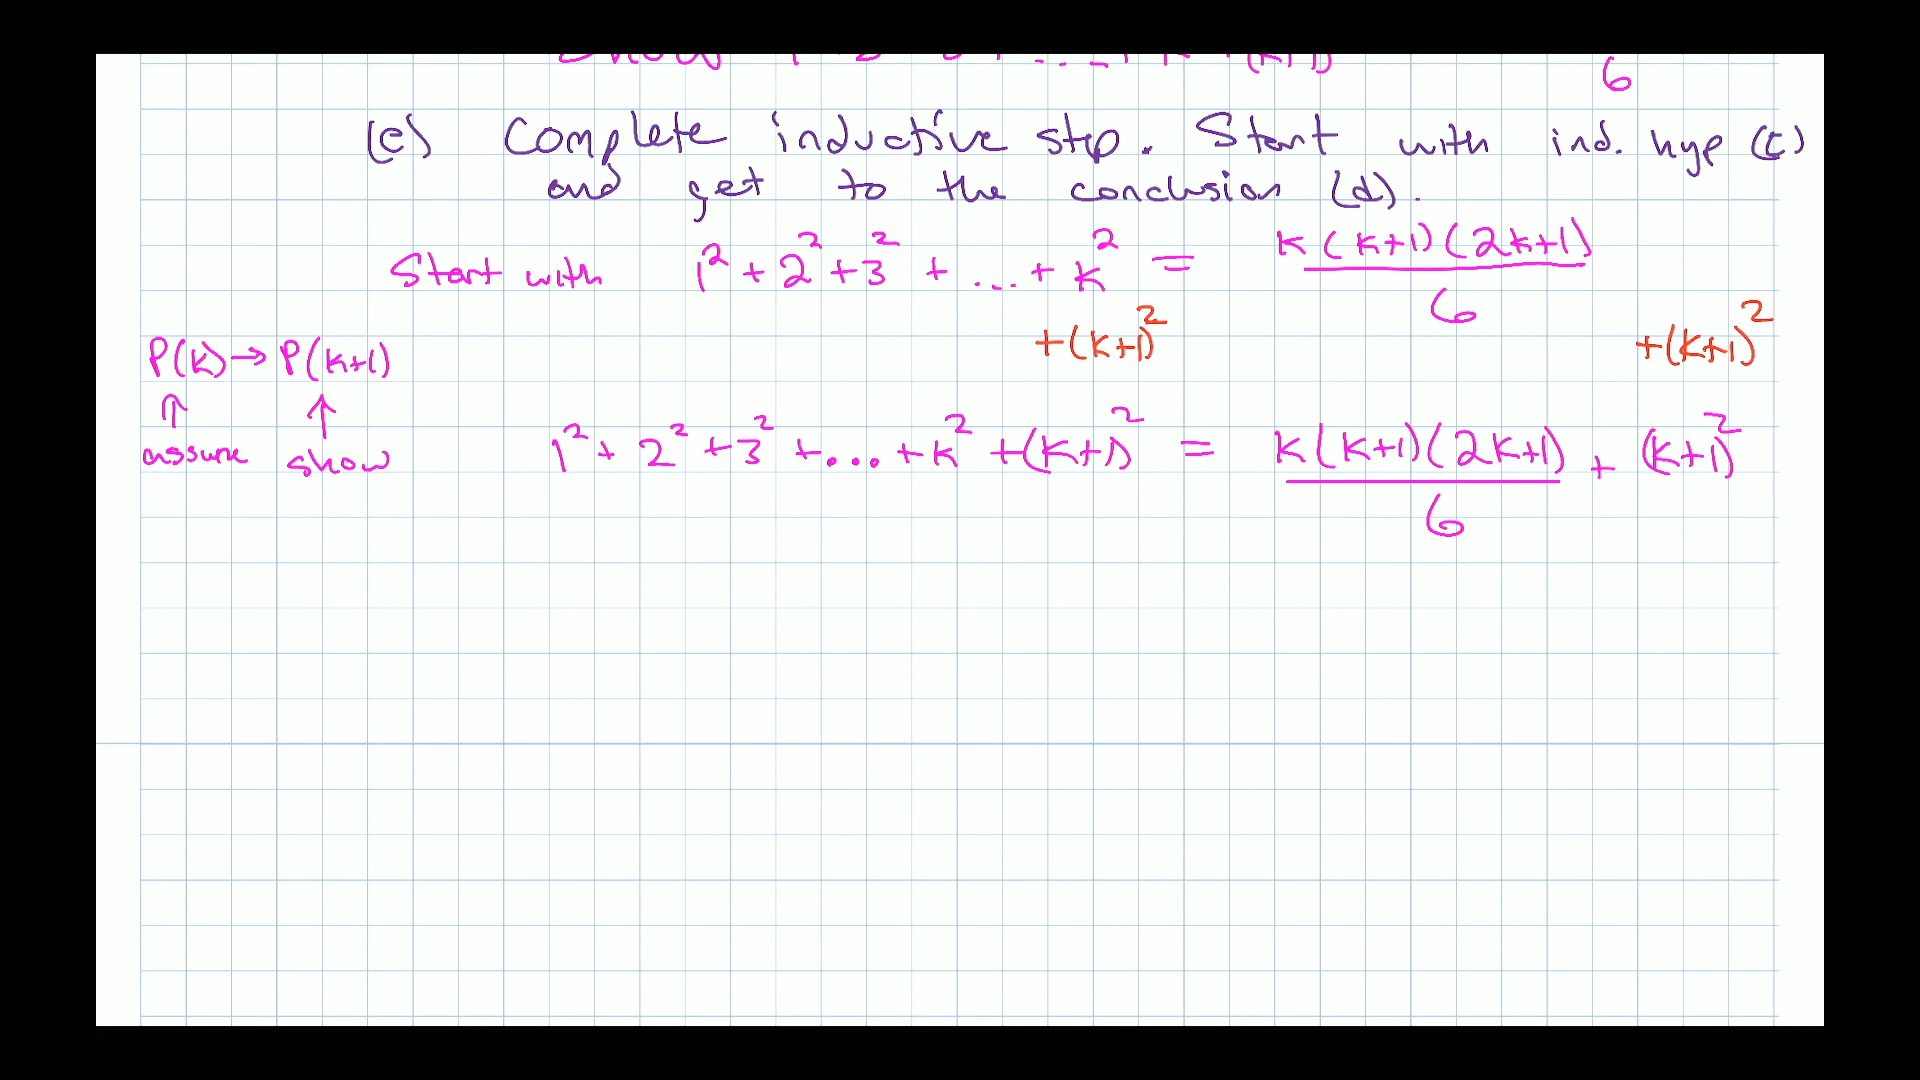 6
(e) Complete inductive step. Start with ind. hyp (c)
and get to the conclusion (d).
Start with 1² + 2² + 3² + ... + k² = k(k+1)(2k+1) / 6
+(k+1)² +(k+1)²
P(k) → P(k+1)
↑ ↑
assume show
1² + 2² + 3² + ... + k² + (k+1)² = k(k+1)(2k+1) / 6 + (k+1)²